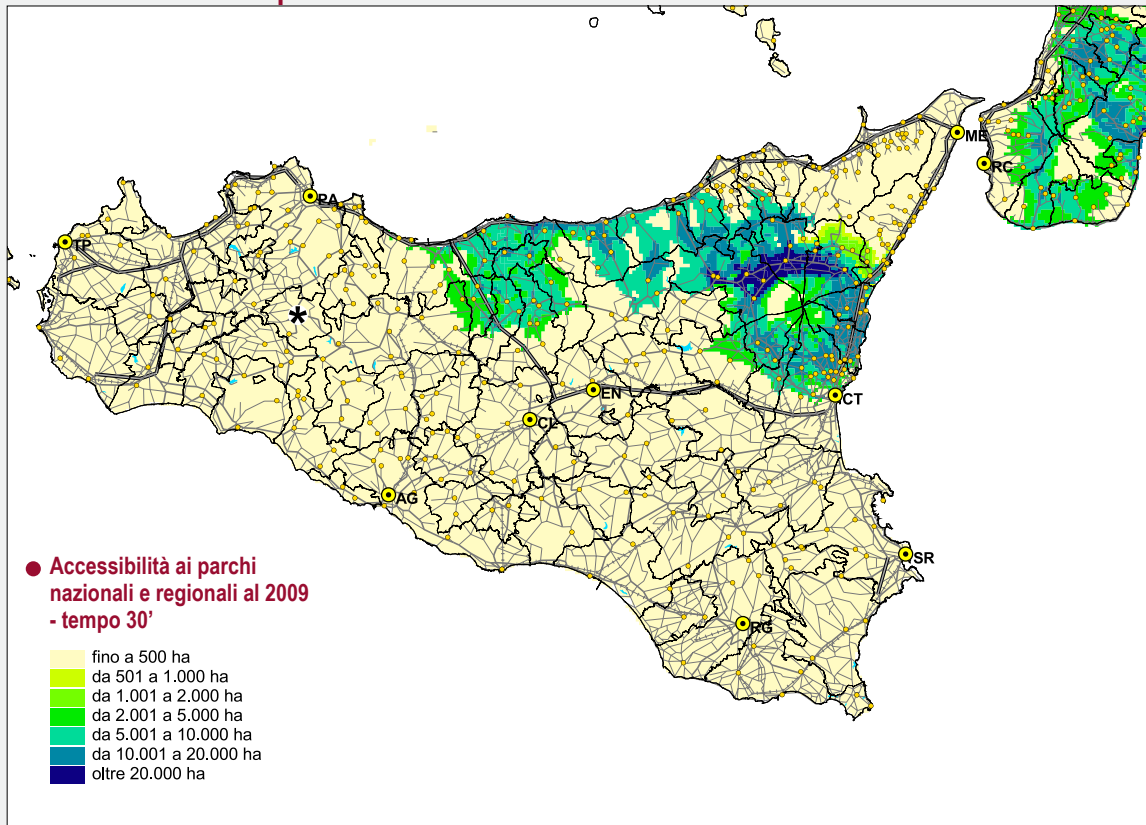 ME
RC
PA
TP
*
EN
CT
CL
AG
SR
RG
● Accessibilità ai parchi
nazionali e regionali al 2009
- tempo 30’
fino a 500 ha
da 501 a 1.000 ha
da 1.001 a 2.000 ha
da 2.001 a 5.000 ha
da 5.001 a 10.000 ha
da 10.001 a 20.000 ha
oltre 20.000 ha